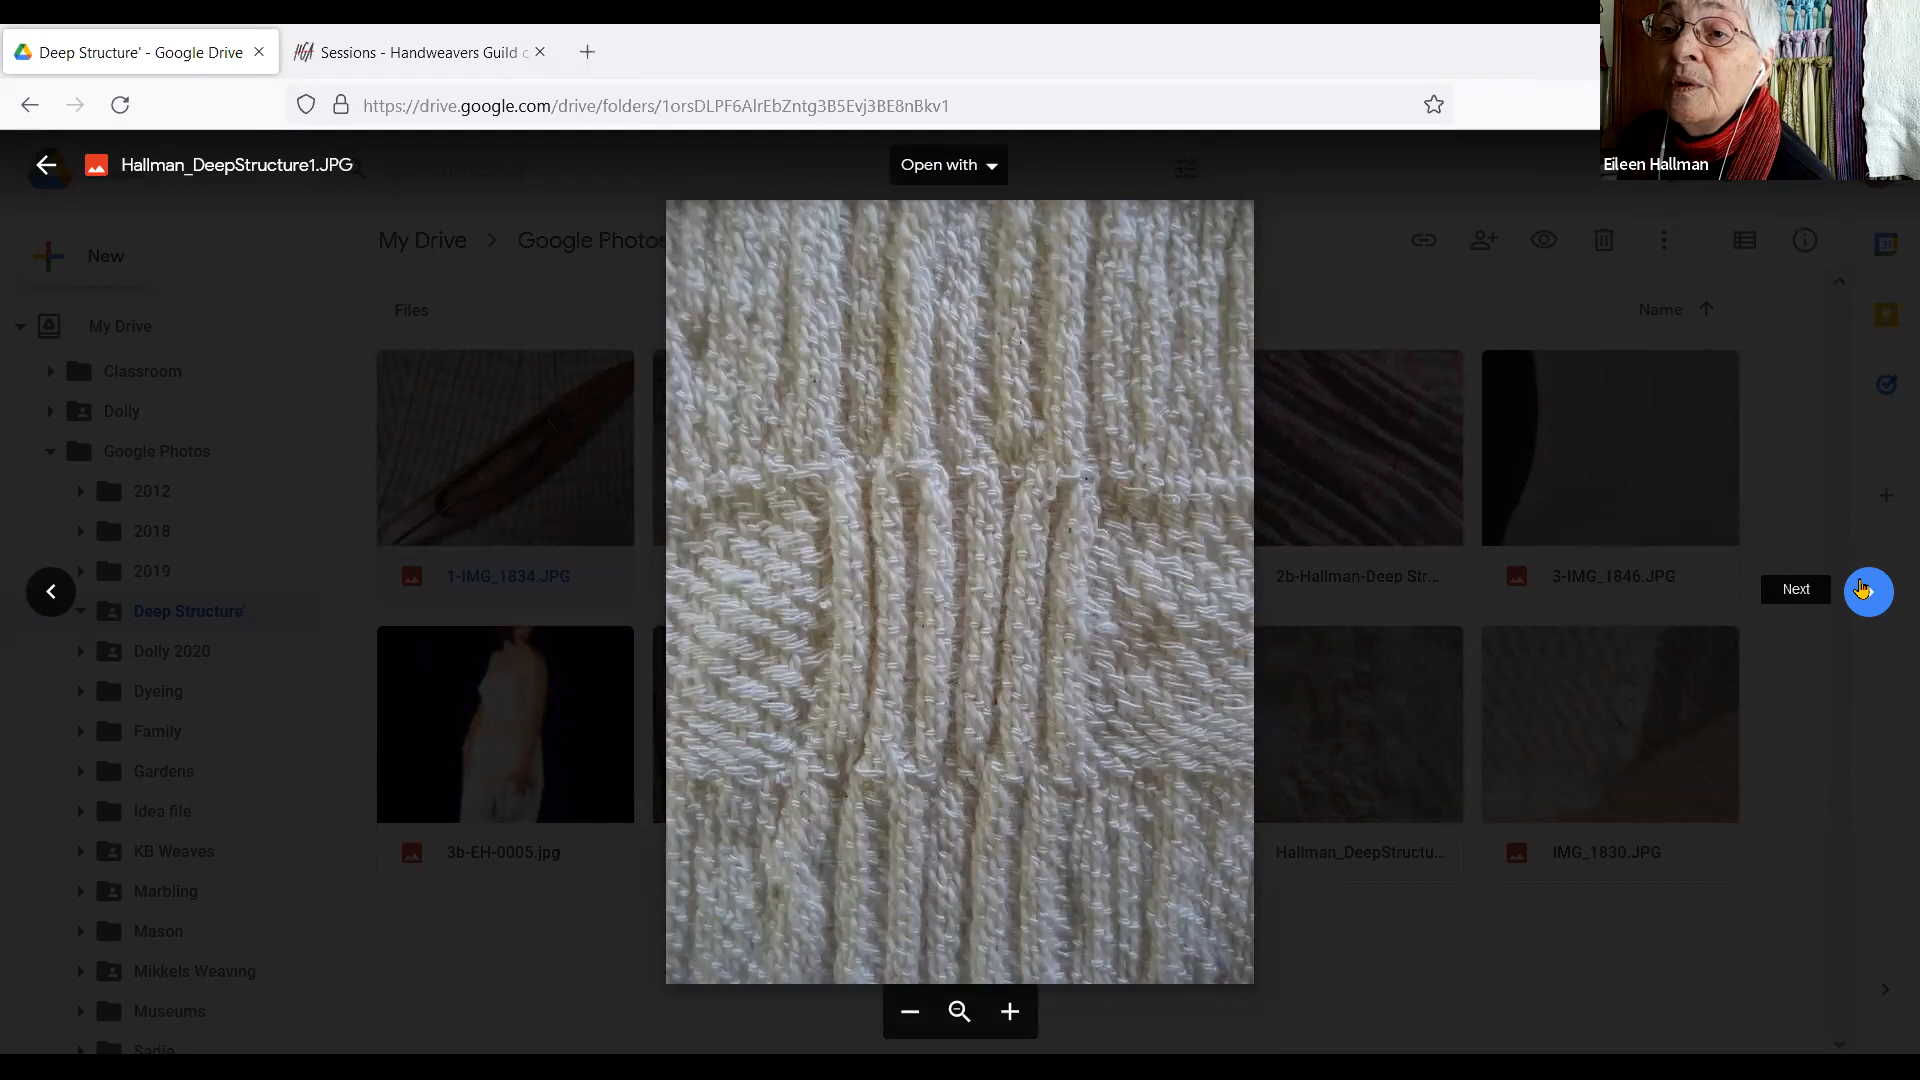 Deep Structure' - Google Drive
Sessions - Handweavers Guild
https://drive.google.com/drive/folders/1orsDLPF6AlrEbZntg3B5Evj3BE8nBkv1
Hallman_DeepStructure1.JPG
Open with
Eileen Hallman
New
My Drive > Google Photos
Files
Name
My Drive
Classroom
Dolly
Google Photos
2012
2018
2019
Deep Structure'
Dolly 2020
Dyeing
Family
Gardens
Idea file
KB Weaves
Marbling
Mason
Mikkels Weaving
Museums
Sadie
1-IMG_1834.JPG
2b-Hallman-Deep Str...
3-IMG_1846.JPG
3b-EH-0005.jpg
Hallman_DeepStructu...
IMG_1830.JPG
Next
31